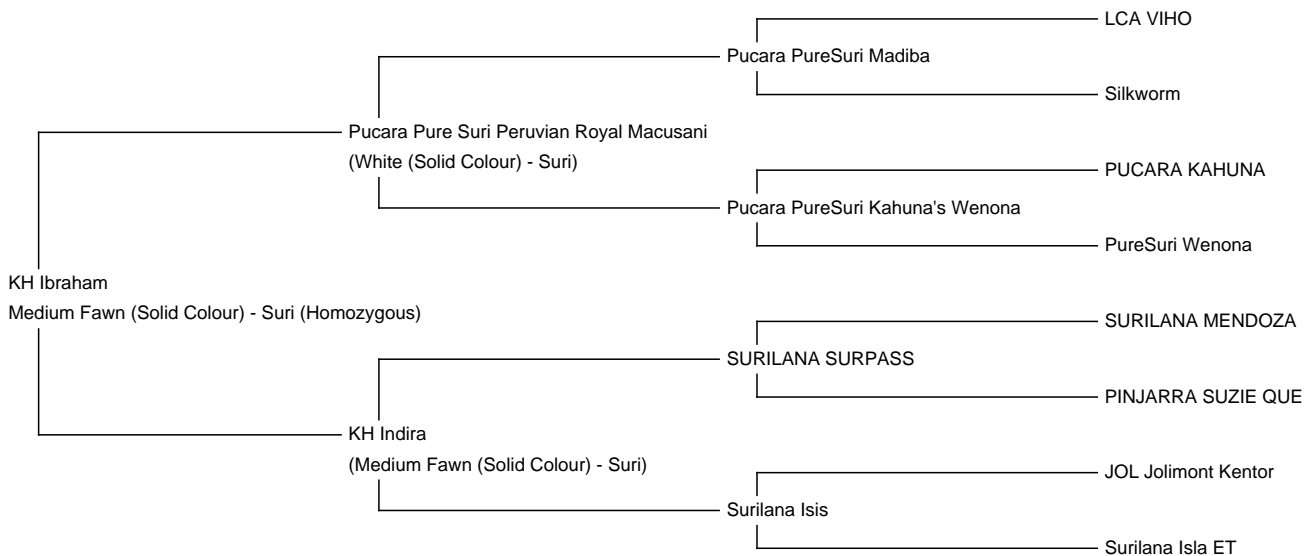 LCA VIHO
Pucara PureSuri Madiba
Silkworm
Pucara Pure Suri Peruvian Royal Macusani
(White (Solid Colour) - Suri)
PUCARA KAHUNA
Pucara PureSuri Kahuna's Wenona
PureSuri Wenona
KH Ibraham
Medium Fawn (Solid Colour) - Suri (Homozygous)
SURILANA MENDOZA
SURILANA SURPASS
PINJARRA SUZIE QUE
KH Indira
(Medium Fawn (Solid Colour) - Suri)
JOL Jolimont Kentor
Surilana Isis
Surilana Isla ET